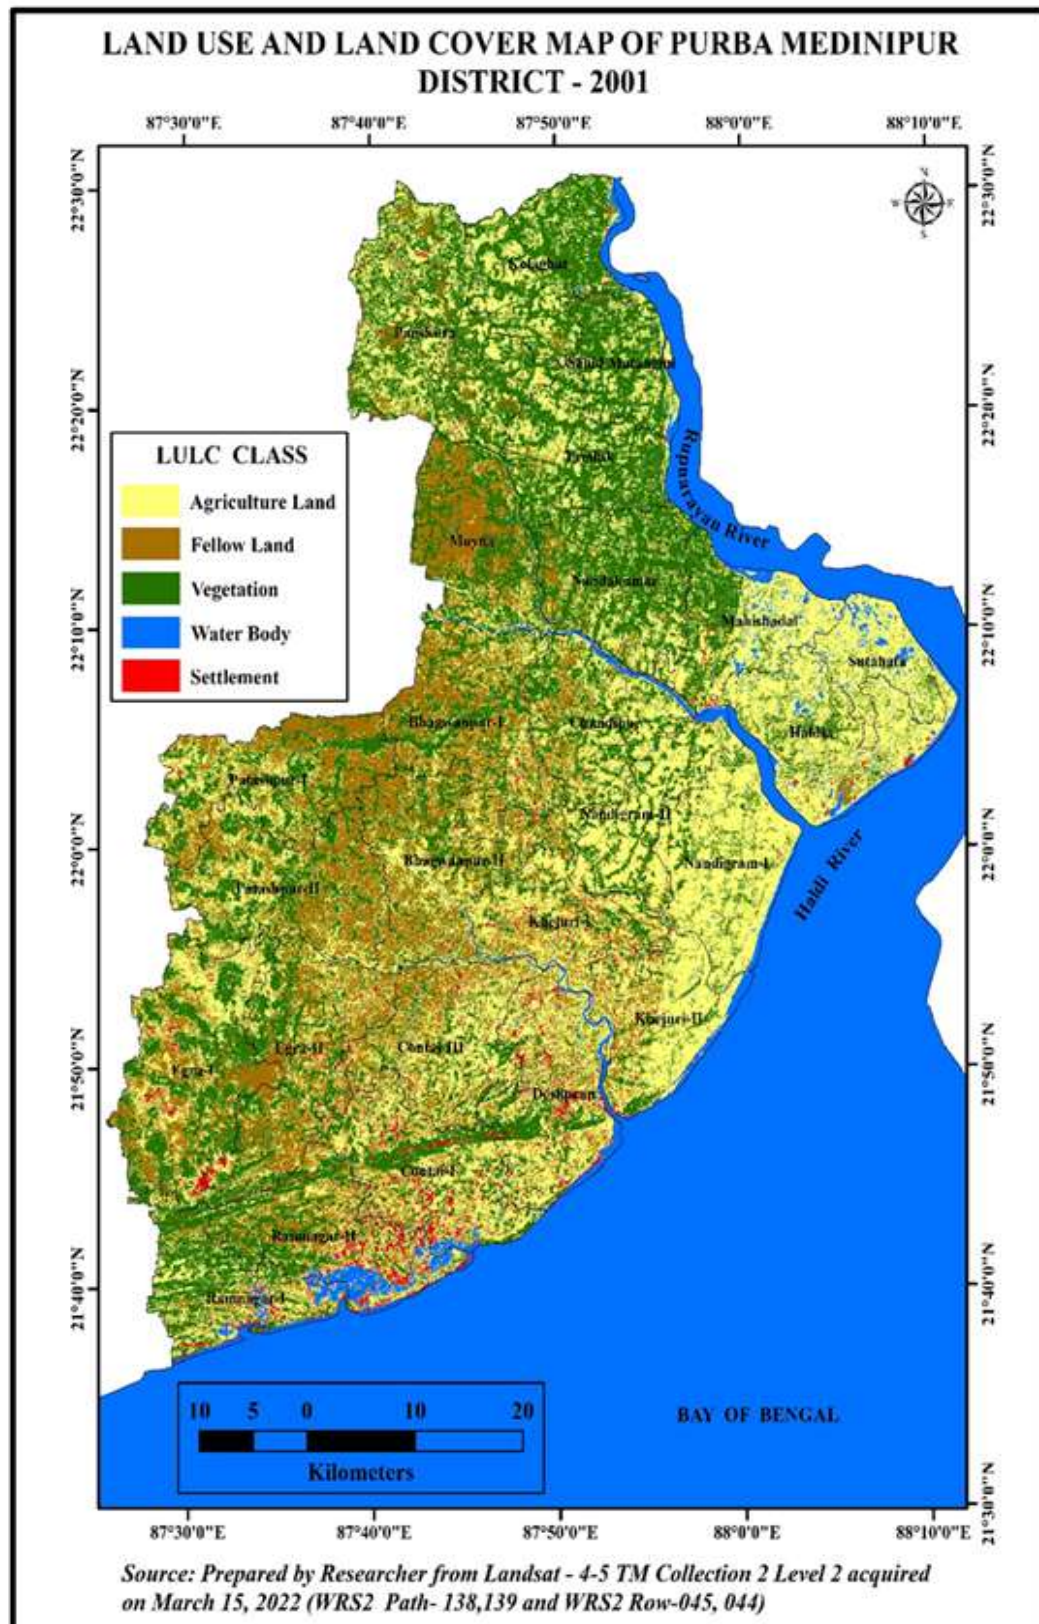 LAND USE AND LAND COVER MAP OF PURBA MEDINIPUR
DISTRICT - 2001
87°30'0"E 87°40'0"E 87°50'0"E 88°0'0"E 88°10'0"E
22°30'0"N 22°30'0"N
N
W E
S
Kolaghat
Panskura
Sahid Matangini
22°20'0"N 22°20'0"N
Tamluk
Rupnarayan River
LULC CLASS
Agriculture Land
Fellow Land
Vegetation
Water Body
Settlement
Moyna
Nandakumar
22°10'0"N 22°10'0"N
Mahishadal
Sutahata
Bhagwanpur-I
Chandipur
Haldia
Patashpur-I
Nandigram-II
22°0'0"N 22°0'0"N
Bhagwanpur-II
Nandigram-I
Haldi River
Patashpur-II
Khejuri-I
Khejuri-II
Egra-II
Contai-III
21°50'0"N 21°50'0"N
Egra-I
Deshpran
Contai-I
Ramnagar-II
21°40'0"N 21°40'0"N
Ramnagar-I
10 5 0 10 20
Kilometers
BAY OF BENGAL
21°30'0"N
87°30'0"E 87°40'0"E 87°50'0"E 88°0'0"E 88°10'0"E
Source: Prepared by Researcher from Landsat - 4-5 TM Collection 2 Level 2 acquired
on March 15, 2022 (WRS2 Path- 138,139 and WRS2 Row-045, 044)